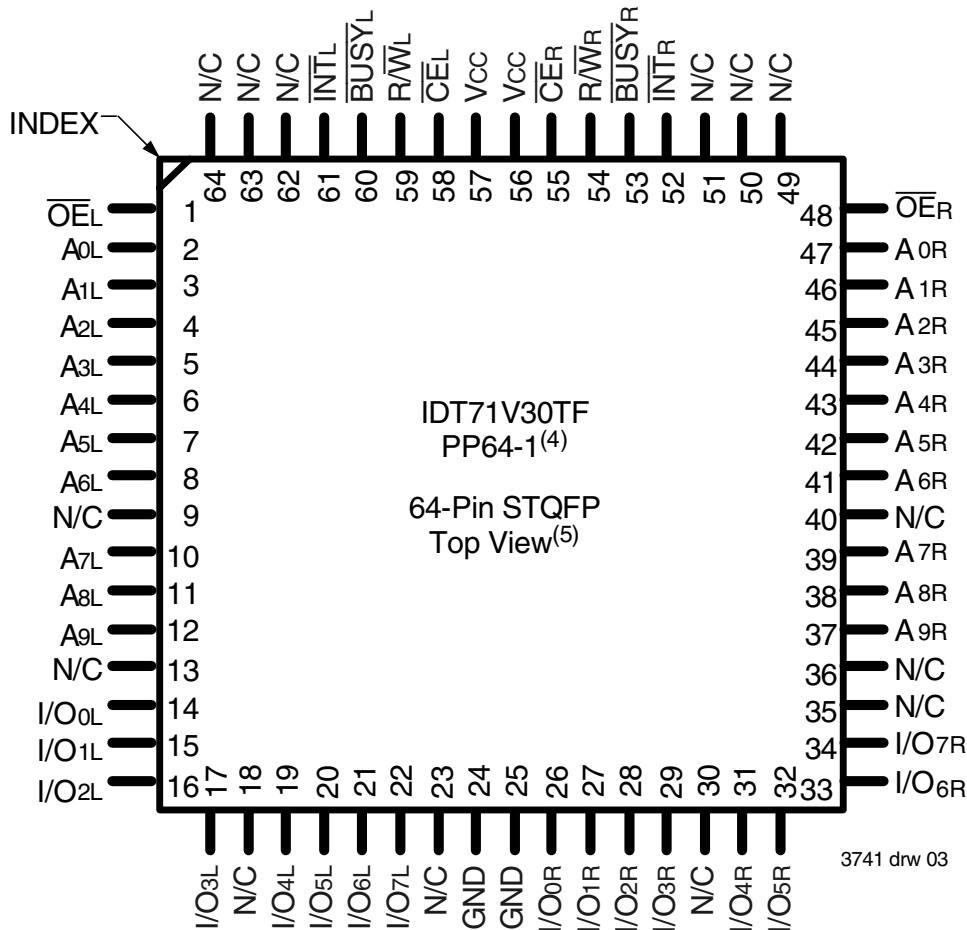 N/C N/C N/C INTL BUSYL R/WL CEL VCC VCC CER R/WR BUSYR INTR N/C N/C N/C
INDEX
64 63 62 61 60 59 58 57 56 55 54 53 52 51 50 49
OEL 1 48 OER
A0L 2 47 A0R
A1L 3 46 A1R
A2L 4 45 A2R
A3L 5 44 A3R
A4L 6 43 A4R
A5L 7 42 A5R
A6L 8 41 A6R
N/C 9 40 N/C
A7L 10 39 A7R
A8L 11 38 A8R
A9L 12 37 A9R
N/C 13 36 N/C
I/O0L 14 35 N/C
I/O1L 15 34 I/O7R
I/O2L 16 33 I/O6R
IDT71V30TF
PP64-1(4)
64-Pin STQFP
Top View(5)
17 18 19 20 21 22 23 24 25 26 27 28 29 30 31 32
I/O3L N/C I/O4L I/O5L I/O6L I/O7L N/C GND GND I/O0R I/O1R I/O2R I/O3R N/C I/O4R I/O5R
3741 drw 03